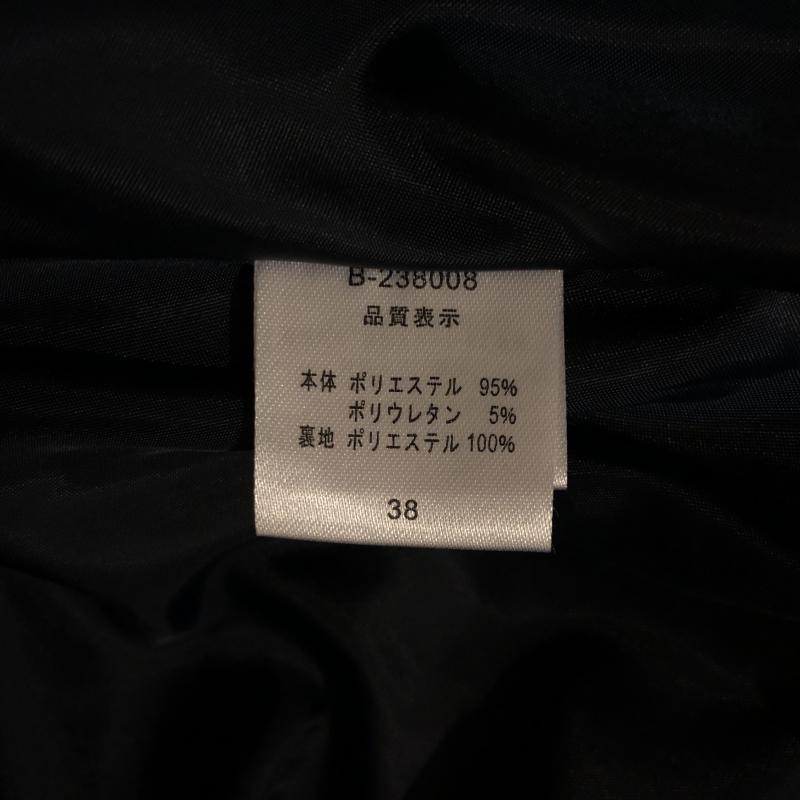 B-238008
品質表示
本体 ポリエステル 95%
ポリウレタン 5%
裏地 ポリエステル 100%
38